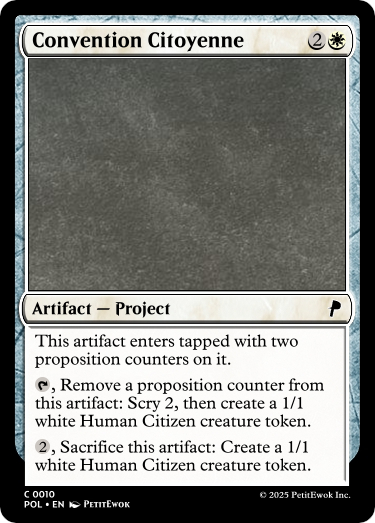 Convention Citoyenne
2
Artifact — Project
This artifact enters tapped with two
proposition counters on it.
, Remove a proposition counter from
this artifact: Scry 2, then create a 1/1
white Human Citizen creature token.
2, Sacrifice this artifact: Create a 1/1
white Human Citizen creature token.
C 0010
POL • EN PetitEwok
© 2025 PetitEwok Inc.